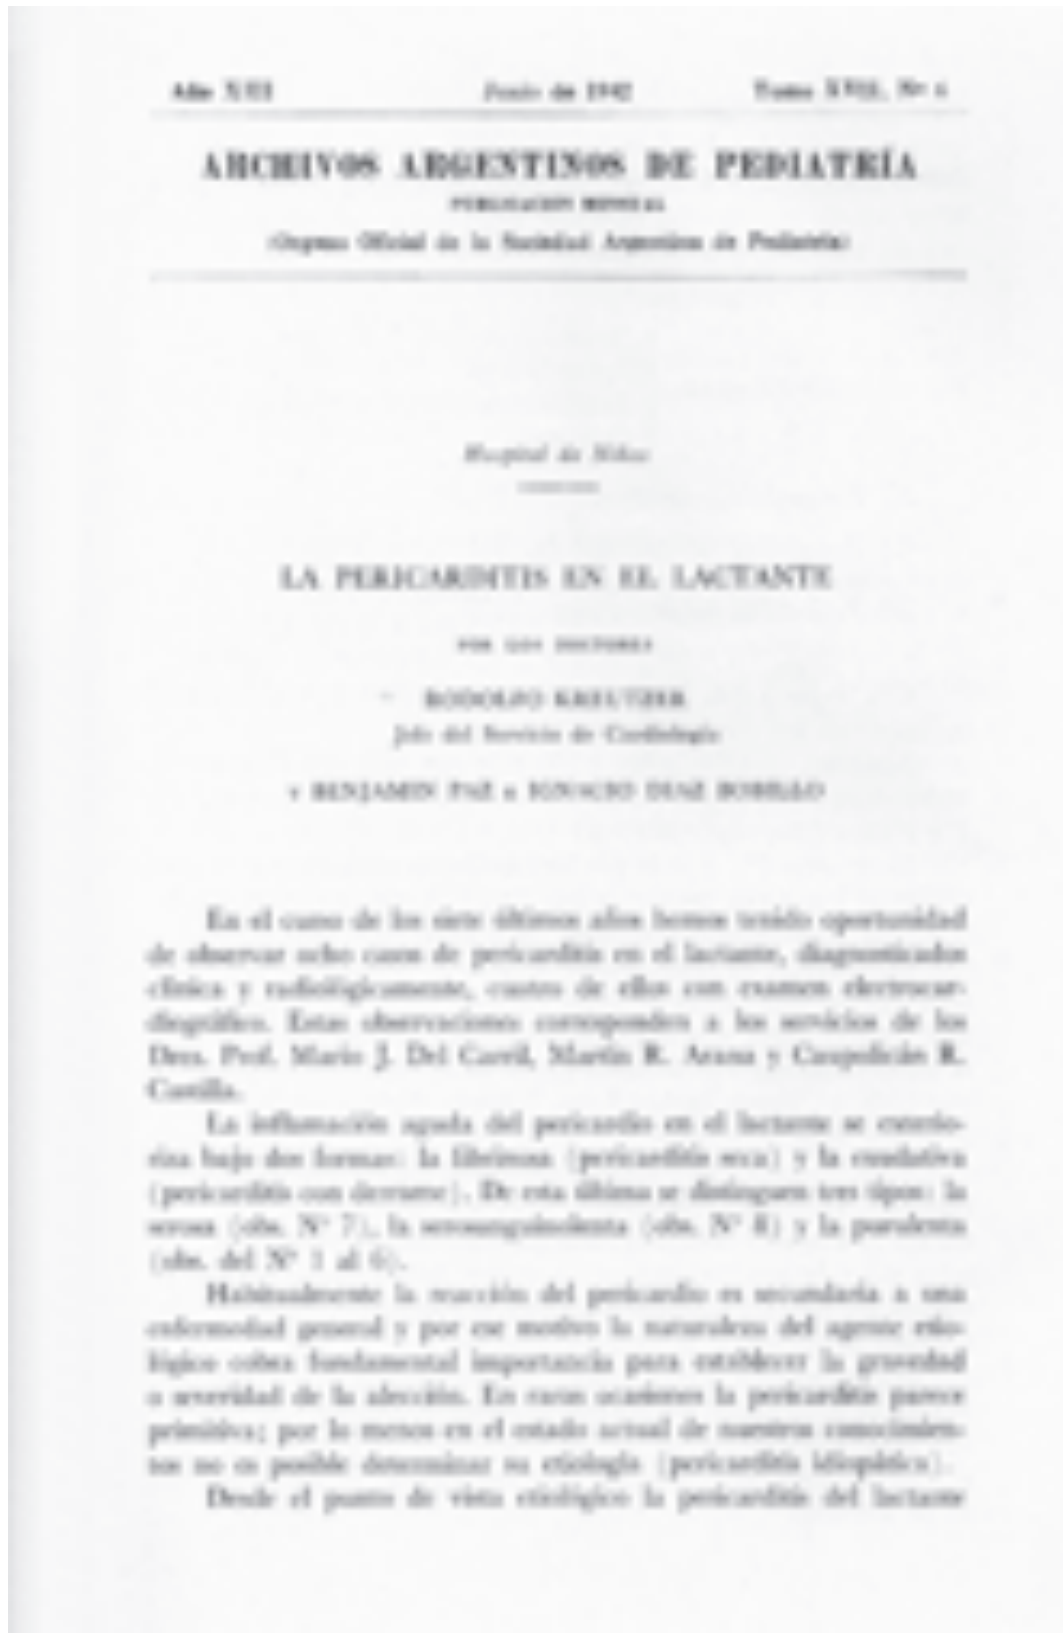 Año XIII Junio de 1942 Tomo XVII, Nº 6
ARCHIVOS ARGENTINOS DE PEDIATRÍA
PUBLICACION MENSUAL
(Organo Oficial de la Sociedad Argentina de Pediatría)
Hospital de Niños
LA PERICARDITIS EN EL LACTANTE
POR LOS DOCTORES
RODOLFO KREUTZER
Jefe del Servicio de Cardiología
Y BENJAMIN PAZ e IGNACIO DIAZ BOBILLO
En el curso de los siete últimos años hemos tenido oportunidad
de observar ocho casos de pericarditis en el lactante, diagnosticados
clínica y radiológicamente, cuatro de ellos con examen electrocar-
diográfico. Estas observaciones corresponden a los servicios de los
Dres. Prof. Mario J. Del Carril, Martín R. Arana y Caupolicán R.
Castilla.
La inflamación aguda del pericardio en el lactante se exterio-
riza bajo dos formas: la fibrinosa (pericarditis seca) y la exudativa
(pericarditis con derrame). De esta última se distinguen tres tipos: la
serosa (obs. Nº 7), la serosanguinolenta (obs. Nº 8) y la purulenta
(obs. del Nº 1 al 6).
Habitualmente la reacción del pericardio es secundaria a una
enfermedad general y por ese motivo la naturaleza del agente etio-
lógico cobra fundamental importancia para establecer la gravedad
o severidad de la afección. En raras ocasiones la pericarditis parece
primitiva; por lo menos en el estado actual de nuestros conocimien-
tos no es posible determinar su etiología (pericarditis idiopática).
Desde el punto de vista etiológico la pericarditis del lactante